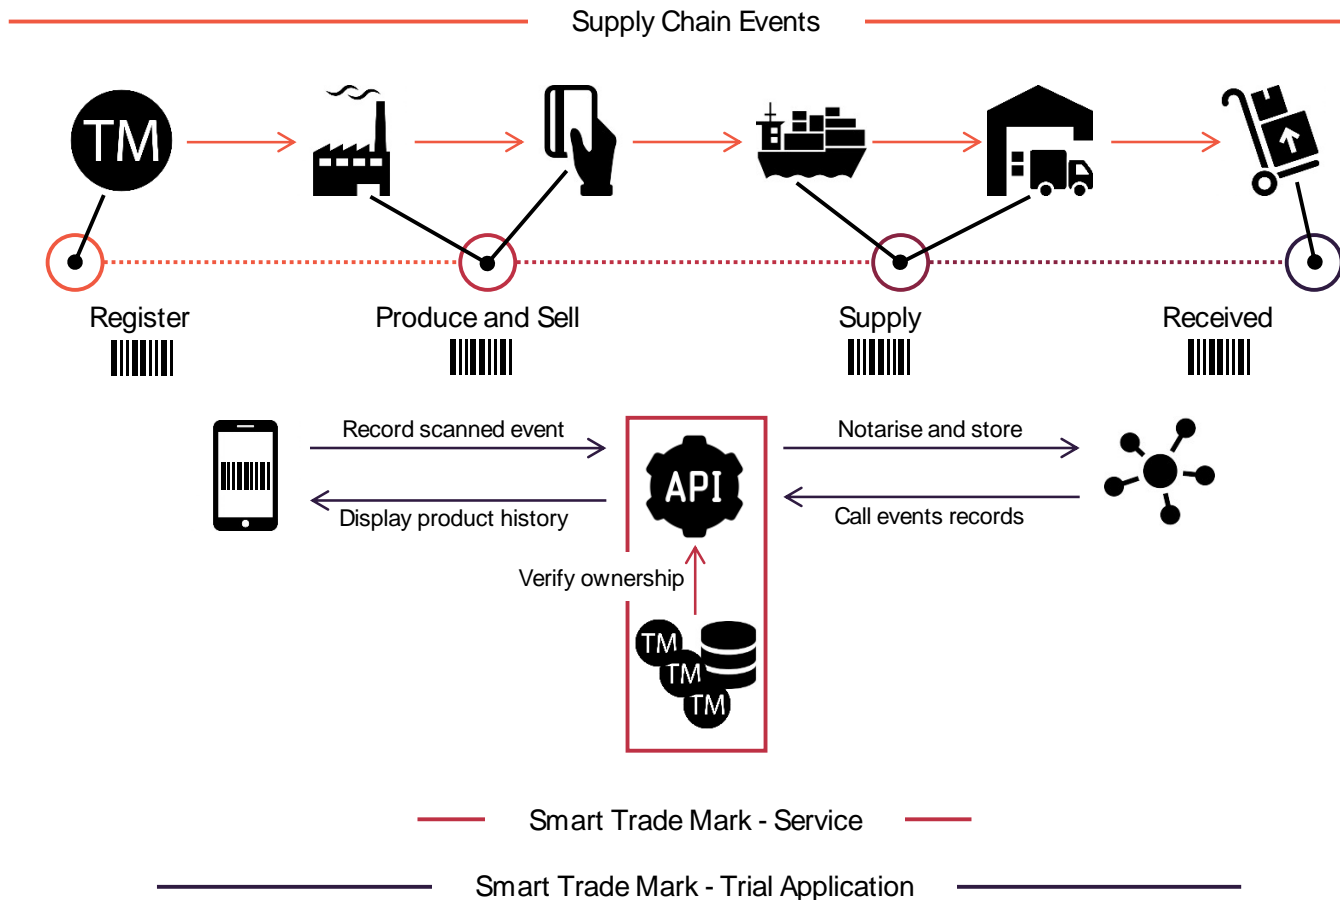 Supply Chain Events
TM
Register
Produce and Sell
Supply
Received
Record scanned event
Notarise and store
API
Display product history
Call events records
Verify ownership
TM
TM
TM
Smart Trade Mark - Service
Smart Trade Mark - Trial Application